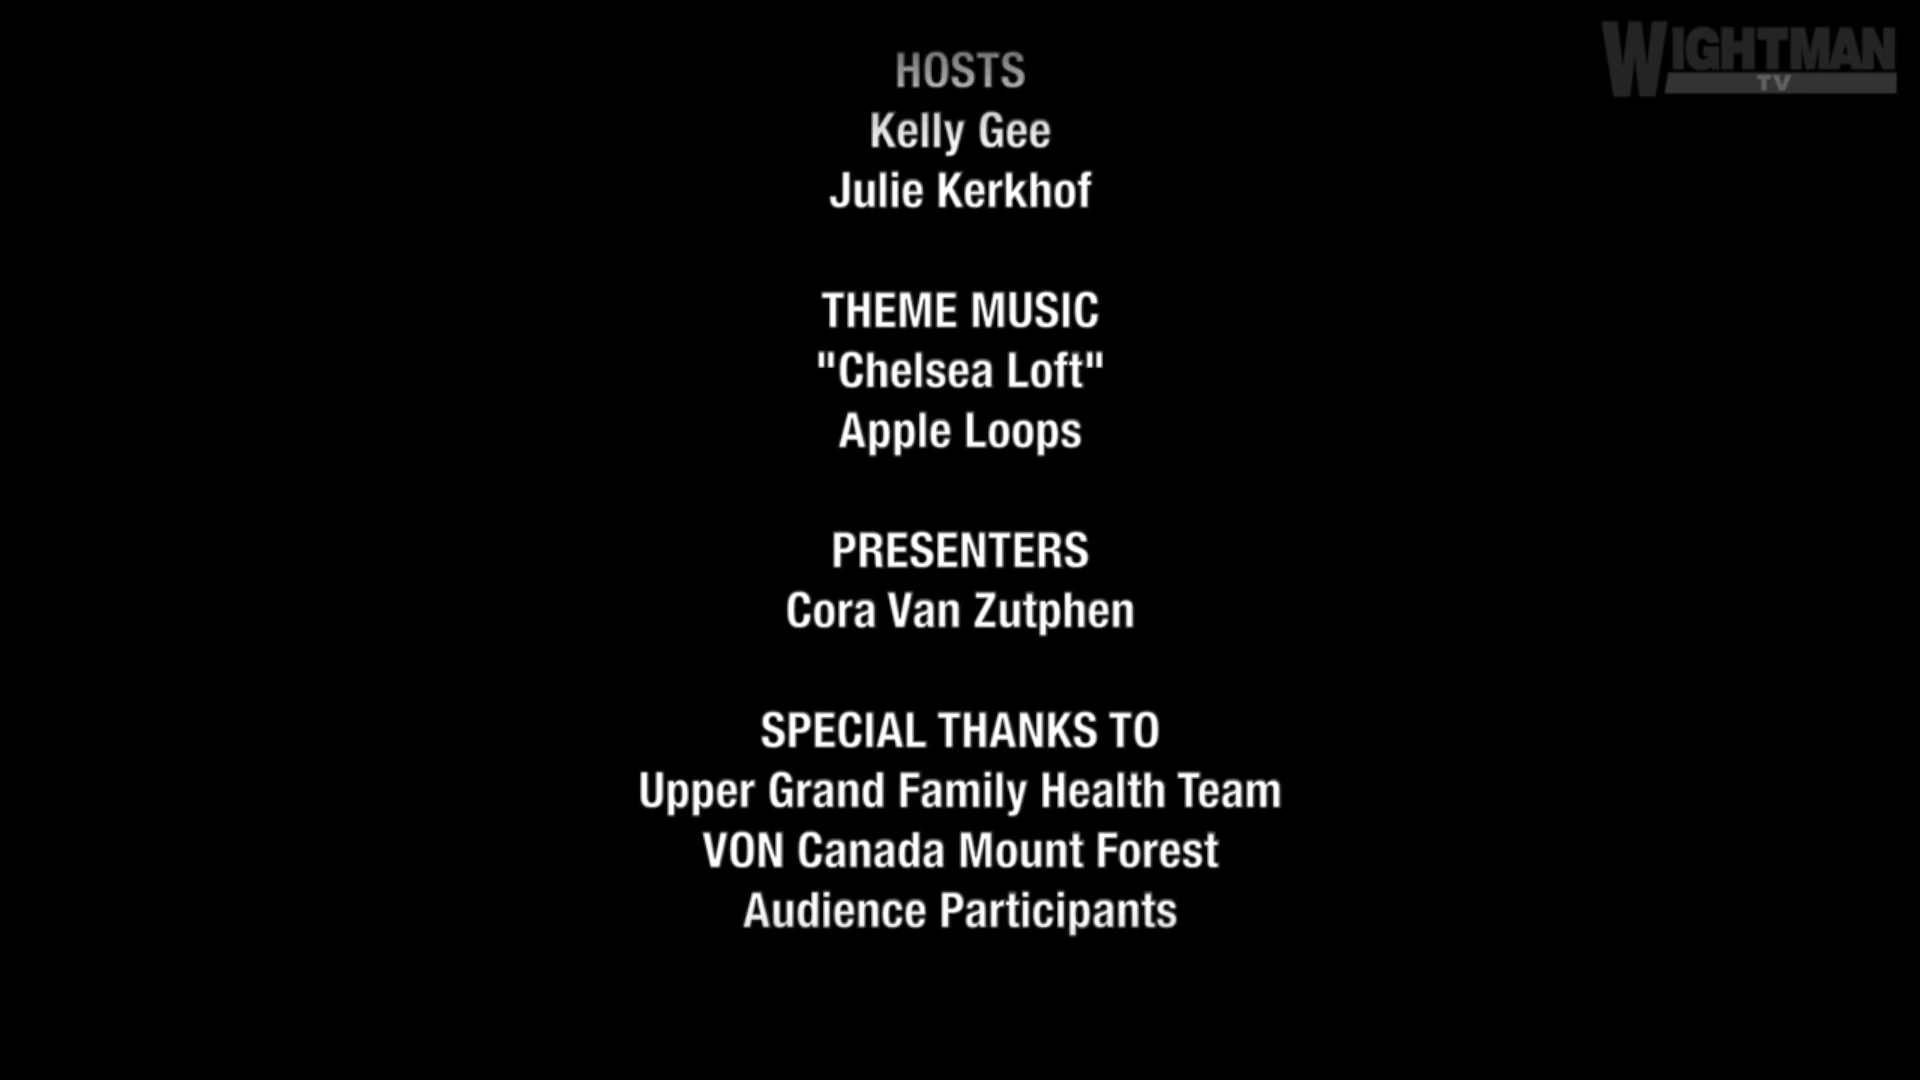 WIGHTMAN
TV
HOSTS
Kelly Gee
Julie Kerkhof
THEME MUSIC
"Chelsea Loft"
Apple Loops
PRESENTERS
Cora Van Zutphen
SPECIAL THANKS TO
Upper Grand Family Health Team
VON Canada Mount Forest
Audience Participants